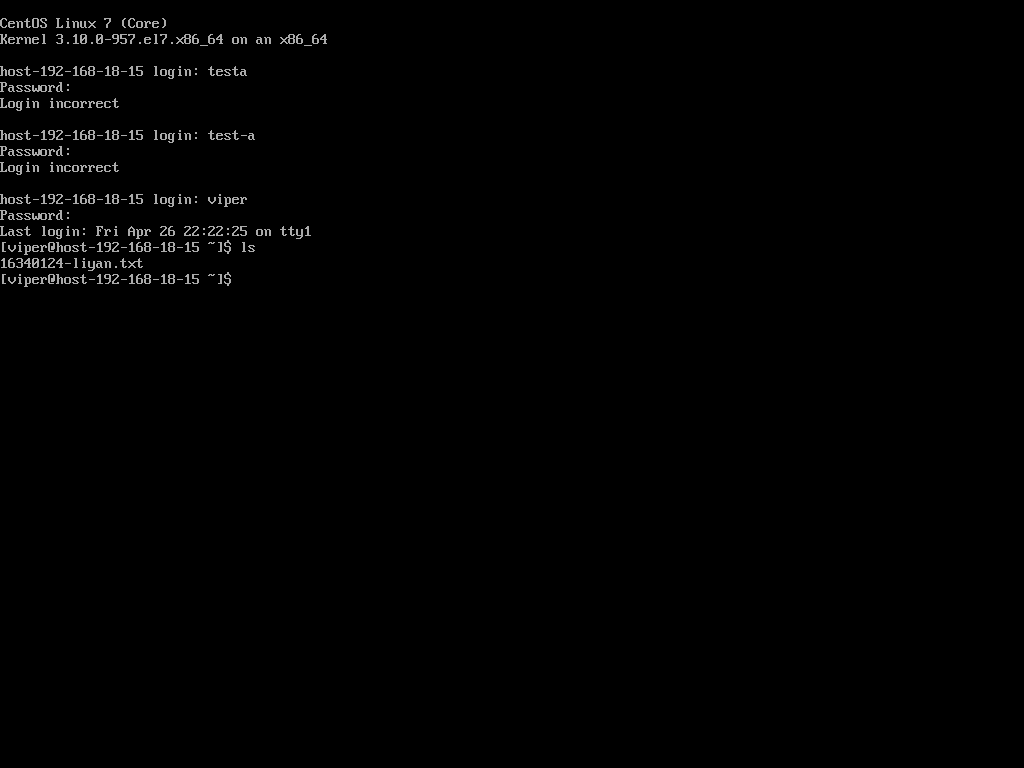 CentOS Linux 7 (Core)
Kernel 3.10.0-957.el7.x86_64 on an x86_64
host-192-168-18-15 login: testa
Password:
Login incorrect
host-192-168-18-15 login: test-a
Password:
Login incorrect
host-192-168-18-15 login: viper
Password:
Last login: Fri Apr 26 22:22:25 on tty1
[viper@host-192-168-18-15 ~]$ ls
16340124-liyan.txt
[viper@host-192-168-18-15 ~]$